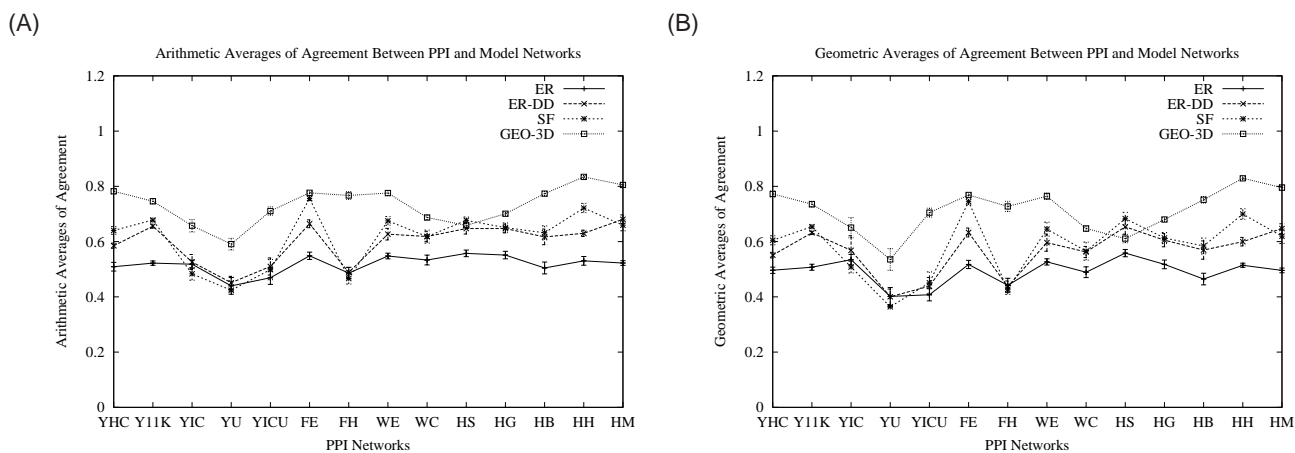 (A)
Arithmetic Averages of Agreement Between PPI and Model Networks
Arithmetic Averages of Agreement
1.2
1
0.8
0.6
0.4
0.2
0
ER
ER-DD
SF
GEO-3D
YHC Y11K YIC YU YICU FE FH WE WC HS HG HB HH HM
PPI Networks
(B)
Geometric Averages of Agreement Between PPI and Model Networks
Geometric Averages of Agreement
1.2
1
0.8
0.6
0.4
0.2
0
ER
ER-DD
SF
GEO-3D
YHC Y11K YIC YU YICU FE FH WE WC HS HG HB HH HM
PPI Networks